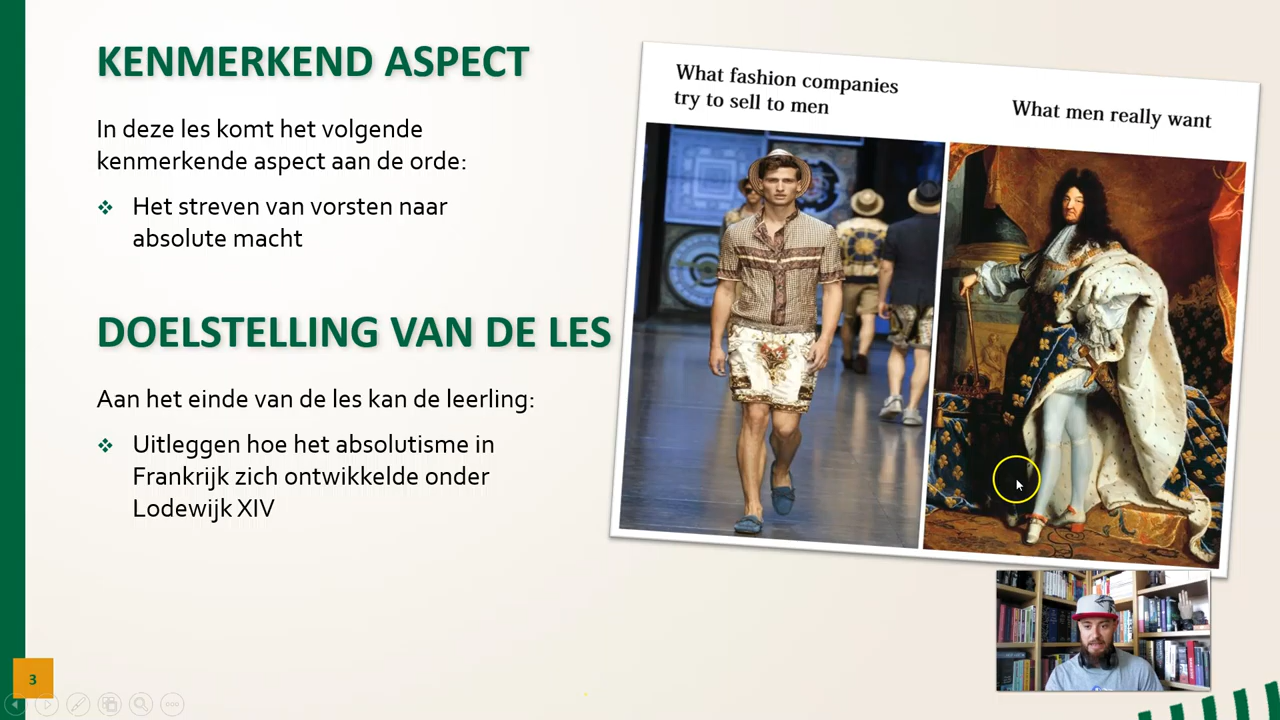 KENMERKEND ASPECT
In deze les komt het volgende
kenmerkende aspect aan de orde:
Het streven van vorsten naar
absolute macht
DOELSTELLING VAN DE LES
Aan het einde van de les kan de leerling:
Uitleggen hoe het absolutisme in
Frankrijk zich ontwikkelde onder
Lodewijk XIV
What fashion companies
try to sell to men
What men really want
3